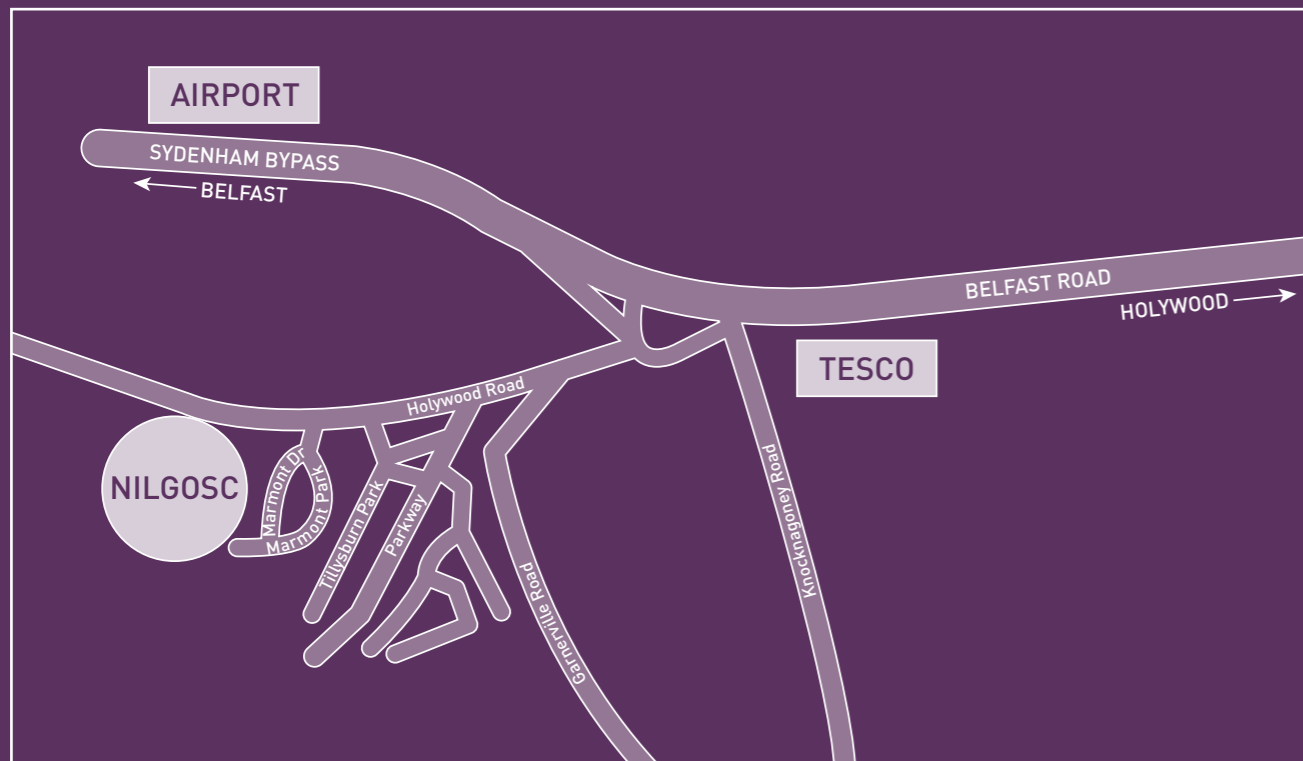 AIRPORT
SYDENHAM BYPASS
BELFAST
BELFAST ROAD
HOLYWOOD
TESCO
Holywood Road
NILGOSC
Marmont Dr
Marmont Park
Tillysburn Park
Parkway
Garnerville Road
Knocknagoney Road